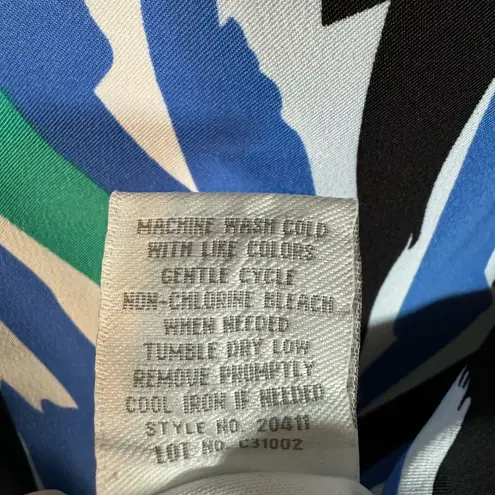 MACHINE WASH COLD
WITH LIKE COLORS
GENTLE CYCLE
NON-CHLORINE BLEACH
WHEN NEEDED
TUMBLE DRY LOW
REMOVE PROMPTLY
COOL IRON IF NEEDED
STYLE NO. 20411
LOT NO. C31002